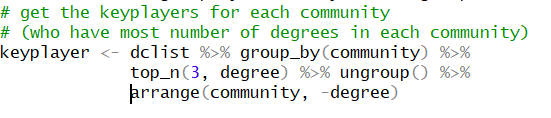 # get the keyplayers for each community
# (who have most number of degrees in each community)
keyplayer <- dclist %>% group_by(community) %>%
top_n(3, degree) %>% ungroup() %>%
arrange(community, -degree)